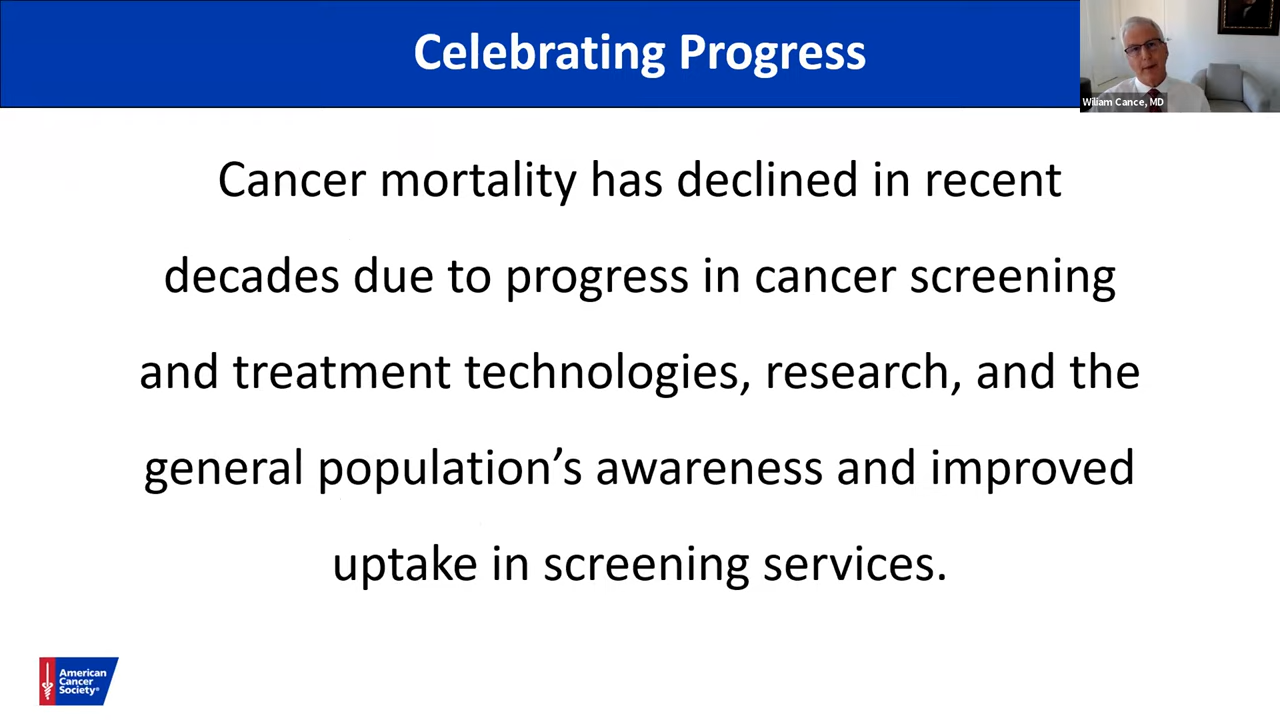 Celebrating Progress
Wiliam Cance, MD
Cancer mortality has declined in recent
decades due to progress in cancer screening
and treatment technologies, research, and the
general population’s awareness and improved
uptake in screening services.
American
Cancer
Society®